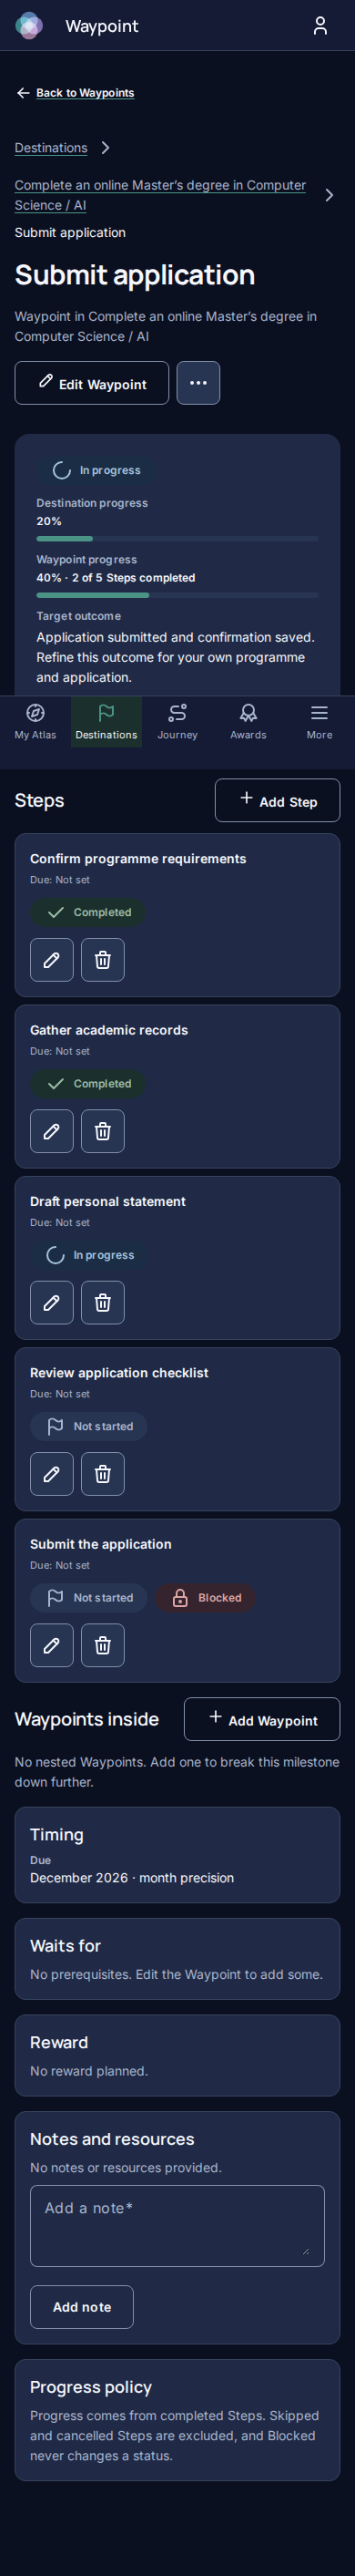 Waypoint
Back to Waypoints
Destinations
Complete an online Master's degree in Computer
Science / AI
Submit application
Submit application
Waypoint in Complete an online Master's degree in
Computer Science / AI
Edit Waypoint
In progress
Destination progress
20%
Waypoint progress
40% · 2 of 5 Steps completed
Target outcome
Application submitted and confirmation saved.
Refine this outcome for your own programme
and application.
My Atlas
Destinations
Journey
Awards
More
Steps
Add Step
Confirm programme requirements
Due: Not set
Completed
Gather academic records
Due: Not set
Completed
Draft personal statement
Due: Not set
In progress
Review application checklist
Due: Not set
Not started
Submit the application
Due: Not set
Not started
Blocked
Waypoints inside
Add Waypoint
No nested Waypoints. Add one to break this milestone
down further.
Timing
Due
December 2026 · month precision
Waits for
No prerequisites. Edit the Waypoint to add some.
Reward
No reward planned.
Notes and resources
No notes or resources provided.
Add a note*
Add note
Progress policy
Progress comes from completed Steps. Skipped
and cancelled Steps are excluded, and Blocked
never changes a status.